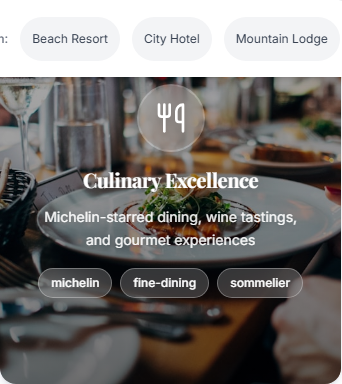 n:
Beach Resort
City Hotel
Mountain Lodge
Culinary Excellence
Michelin-starred dining, wine tastings,
and gourmet experiences
michelin
fine-dining
sommelier